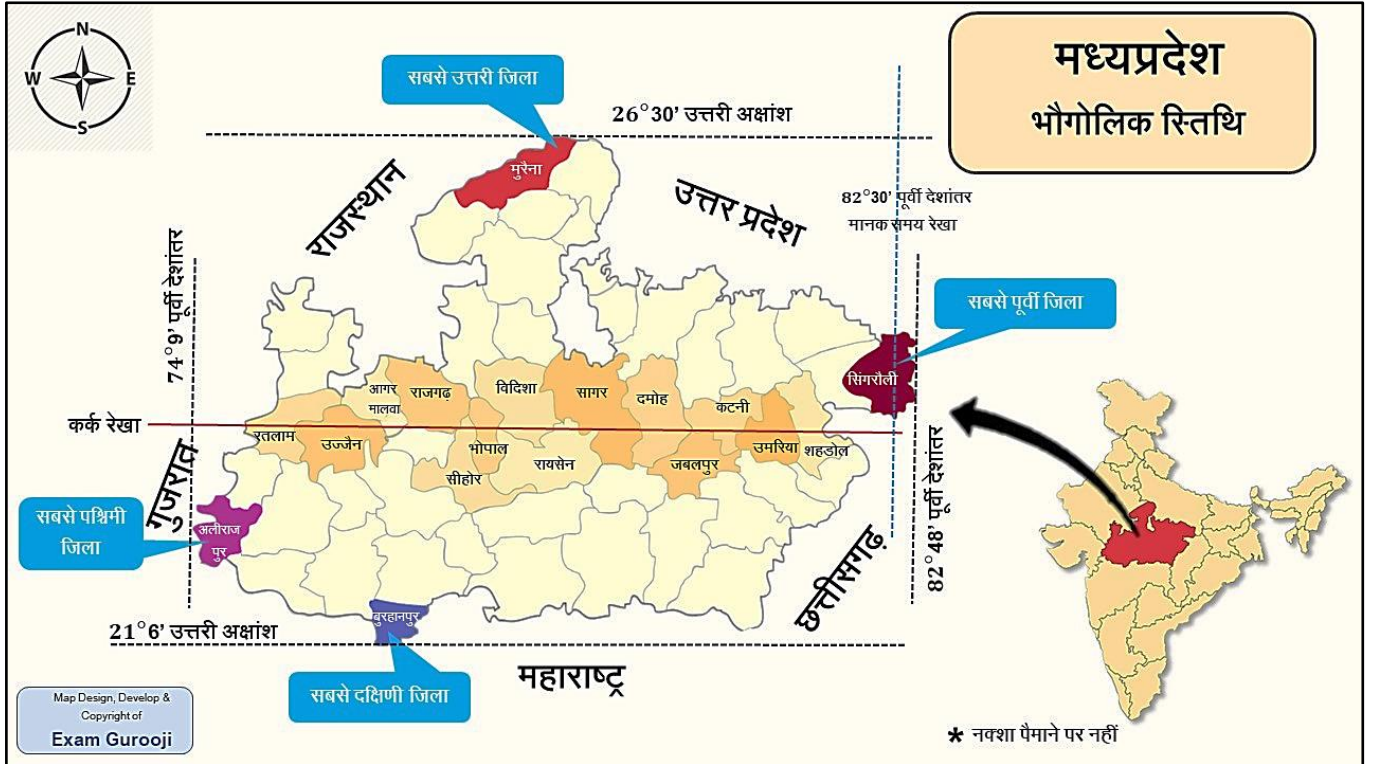 मध्यप्रदेश
भौगोलिक स्तिथि
N
W
E
S
सबसे उत्तरी जिला
26°30’ उत्तरी अक्षांश
मुरैना
राजस्थान
उत्तर प्रदेश
82°30’ पूर्वी देशांतर
मानक समय रेखा
74°9’ पूर्वी देशांतर
सबसे पूर्वी जिला
सिंगरौली
आगर
मालवा
राजगढ़
विदिशा
सागर
दमोह
कटनी
कर्क रेखा
रतलाम
उज्जैन
भोपाल
सीहोर
रायसेन
जबलपुर
उमरिया
शहडोल
गुजरात
सबसे पश्चिमी
जिला
अलीराज
पुर
82°48’ पूर्वी देशांतर
छत्तीसगढ़
बुरहानपुर
21°6’ उत्तरी अक्षांश
महाराष्ट्र
सबसे दक्षिणी जिला
Map Design, Develop &
Copyright of
Exam Gurooji
* नक्शा पैमाने पर नहीं